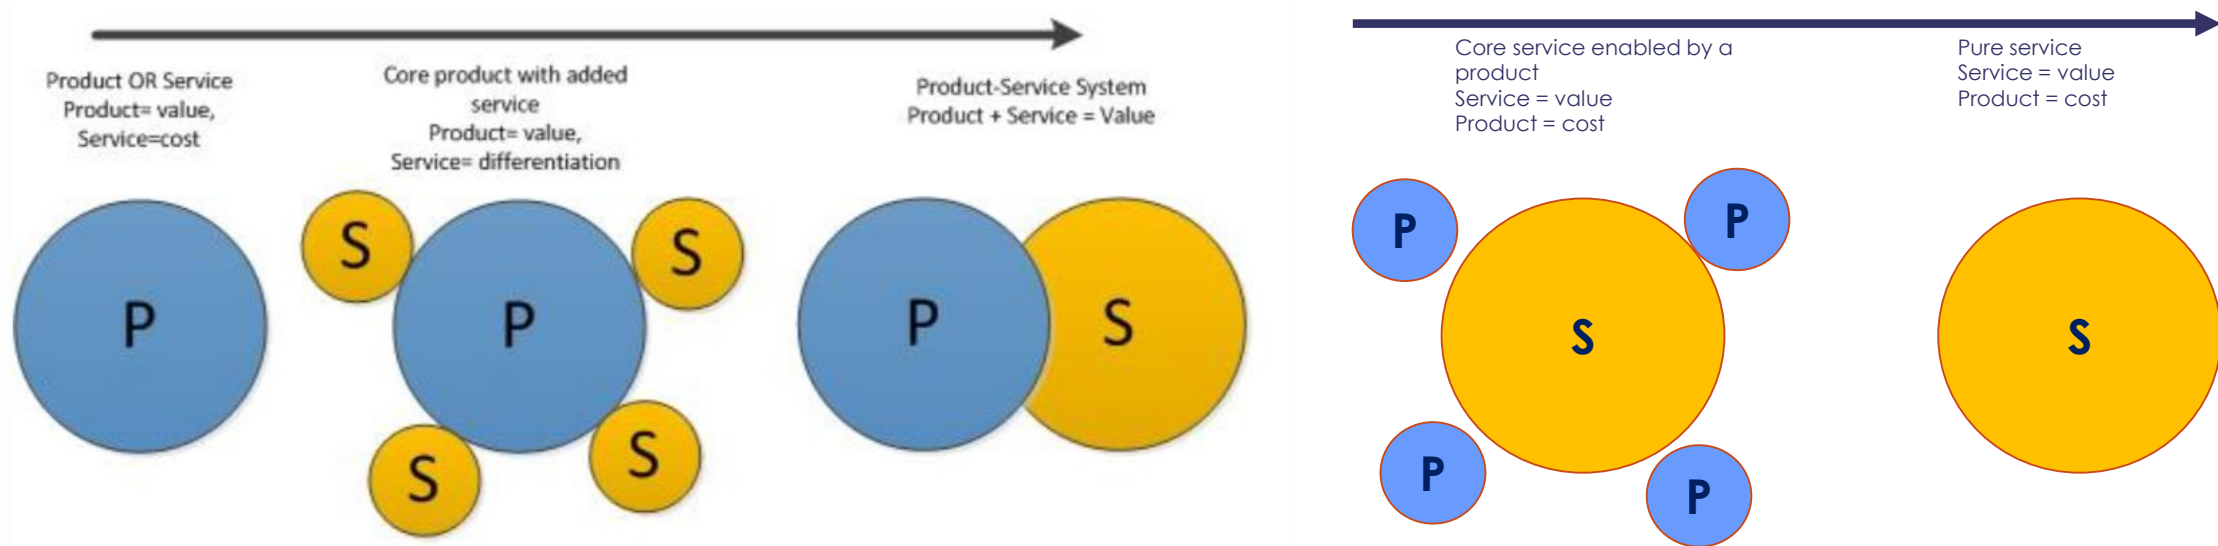 Product OR Service
Product= value,
Service=cost
Core product with added
service
Product= value,
Service= differentiation
Product-Service System
Product + Service = Value
Core service enabled by a
product
Service = value
Product = cost
Pure service
Service = value
Product = cost
P
S
S
P
S
S
P
S
P
P
S
P
P
S